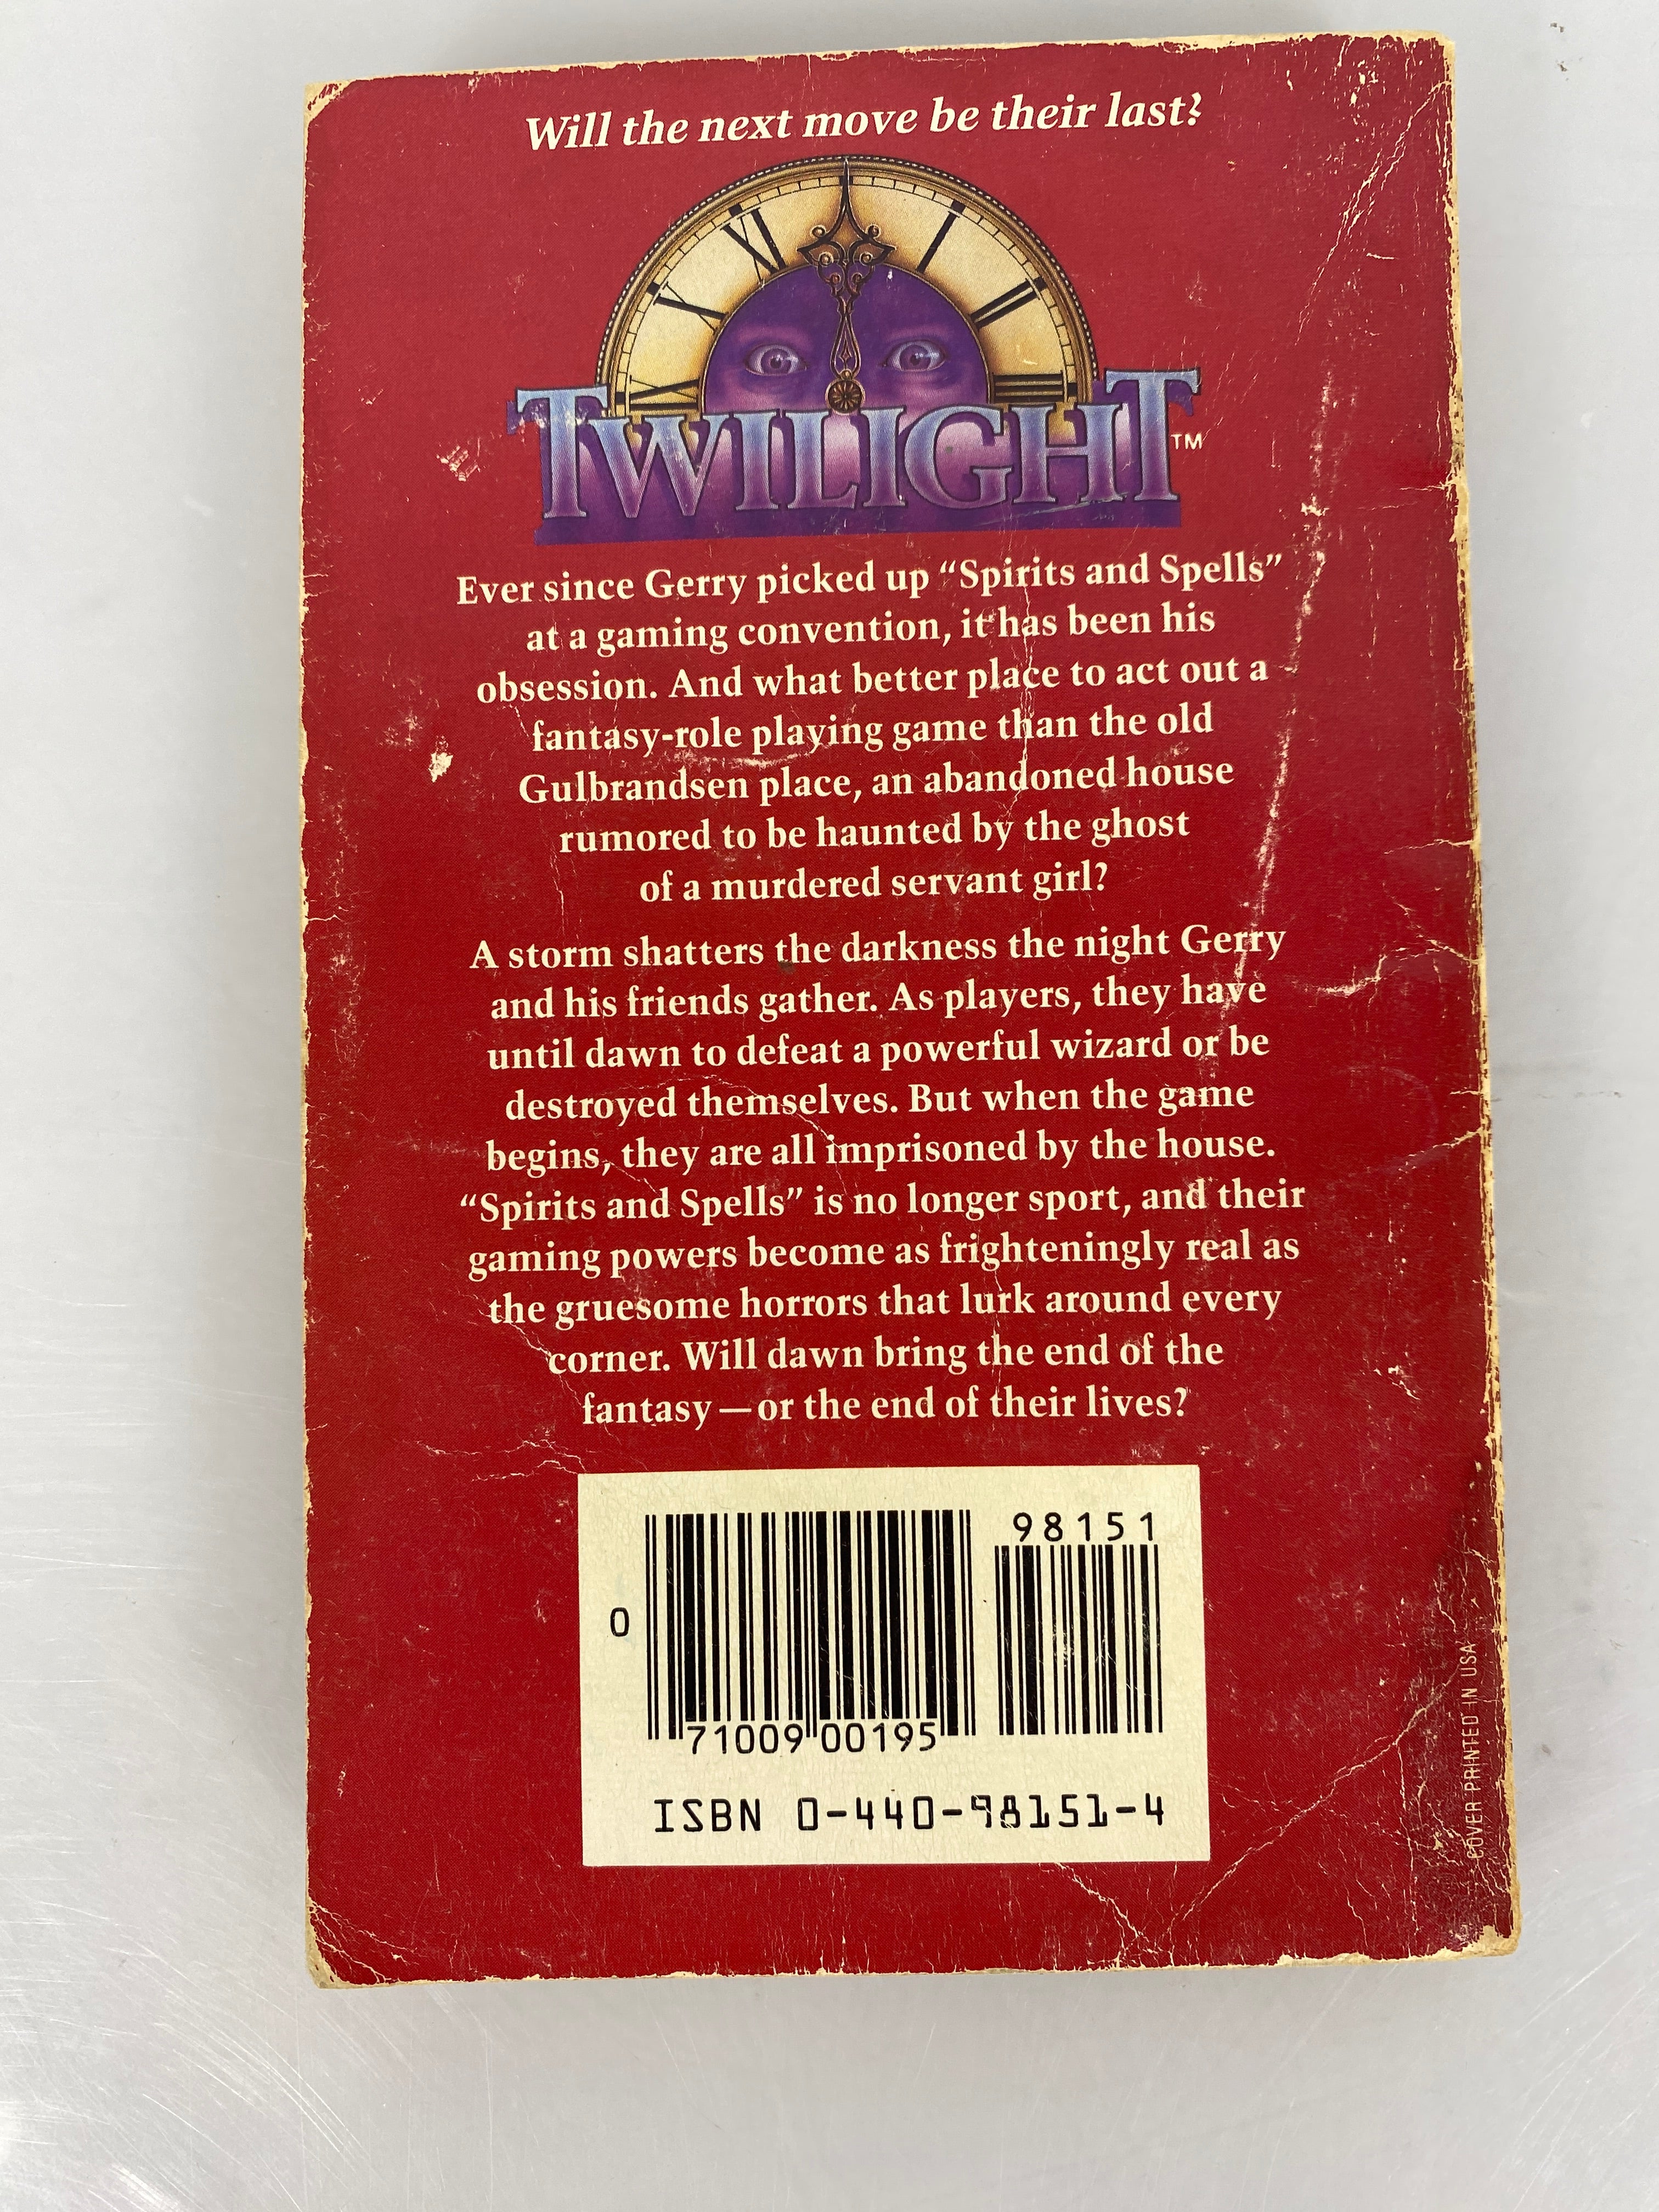 Will the next move be their last?
XI I
X II
IX III
TWILIGHT™
Ever since Gerry picked up “Spirits and Spells”
at a gaming convention, it has been his
obsession. And what better place to act out a
fantasy-role playing game than the old
Gulbrandsen place, an abandoned house
rumored to be haunted by the ghost
of a murdered servant girl?
A storm shatters the darkness the night Gerry
and his friends gather. As players, they have
until dawn to defeat a powerful wizard or be
destroyed themselves. But when the game
begins, they are all imprisoned by the house.
“Spirits and Spells” is no longer sport, and their
gaming powers become as frighteningly real as
the gruesome horrors that lurk around every
corner. Will dawn bring the end of the
fantasy—or the end of their lives?
98151
0 71009 00195
ISBN 0-440-98151-4
COVER PRINTED IN USA